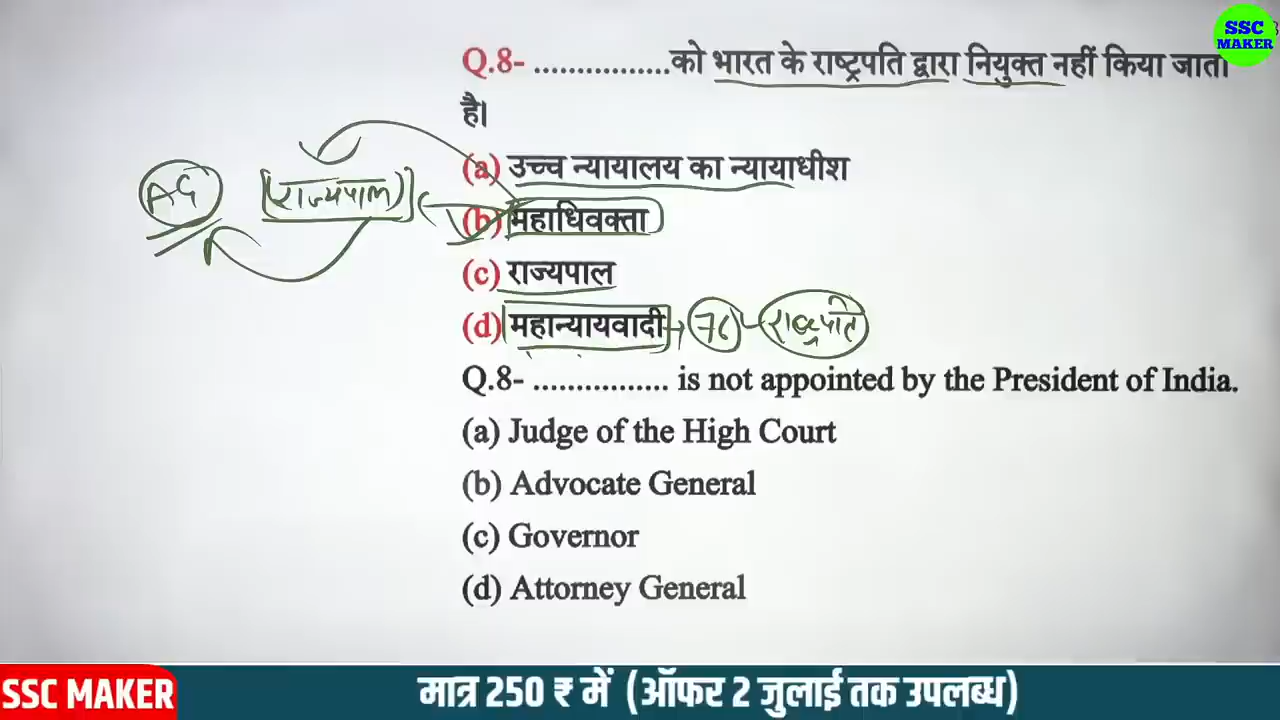 SSC
MAKER
Q.8- ................को भारत के राष्ट्रपति द्वारा नियुक्त नहीं किया जाता
है।
(a) उच्च न्यायालय का न्यायाधीश
AG [राज्यपाल]
(b) महाधिवक्ता
(c) राज्यपाल
(d) महान्यायवादी 76 राष्ट्रपति
Q.8- ................ is not appointed by the President of India.
(a) Judge of the High Court
(b) Advocate General
(c) Governor
(d) Attorney General
SSC MAKER मात्र 250 ₹ में (ऑफर 2 जुलाई तक उपलब्ध)